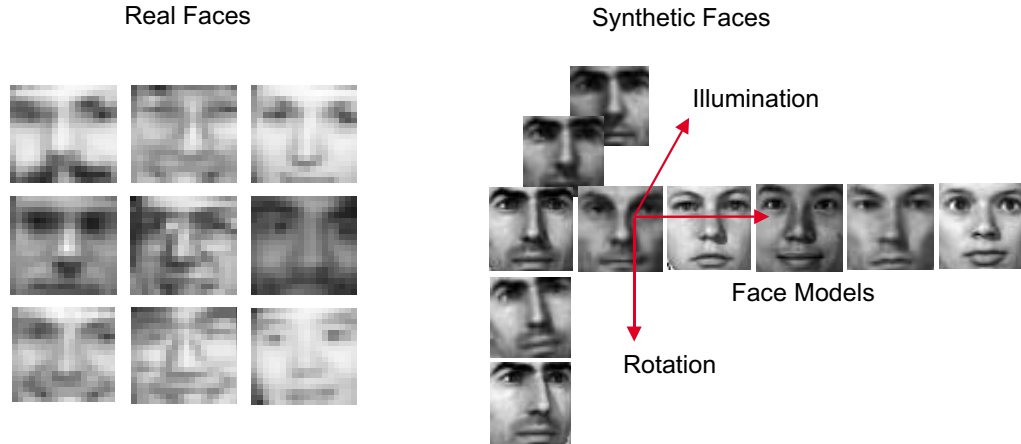 Real Faces
Synthetic Faces
Illumination
Face Models
Rotation